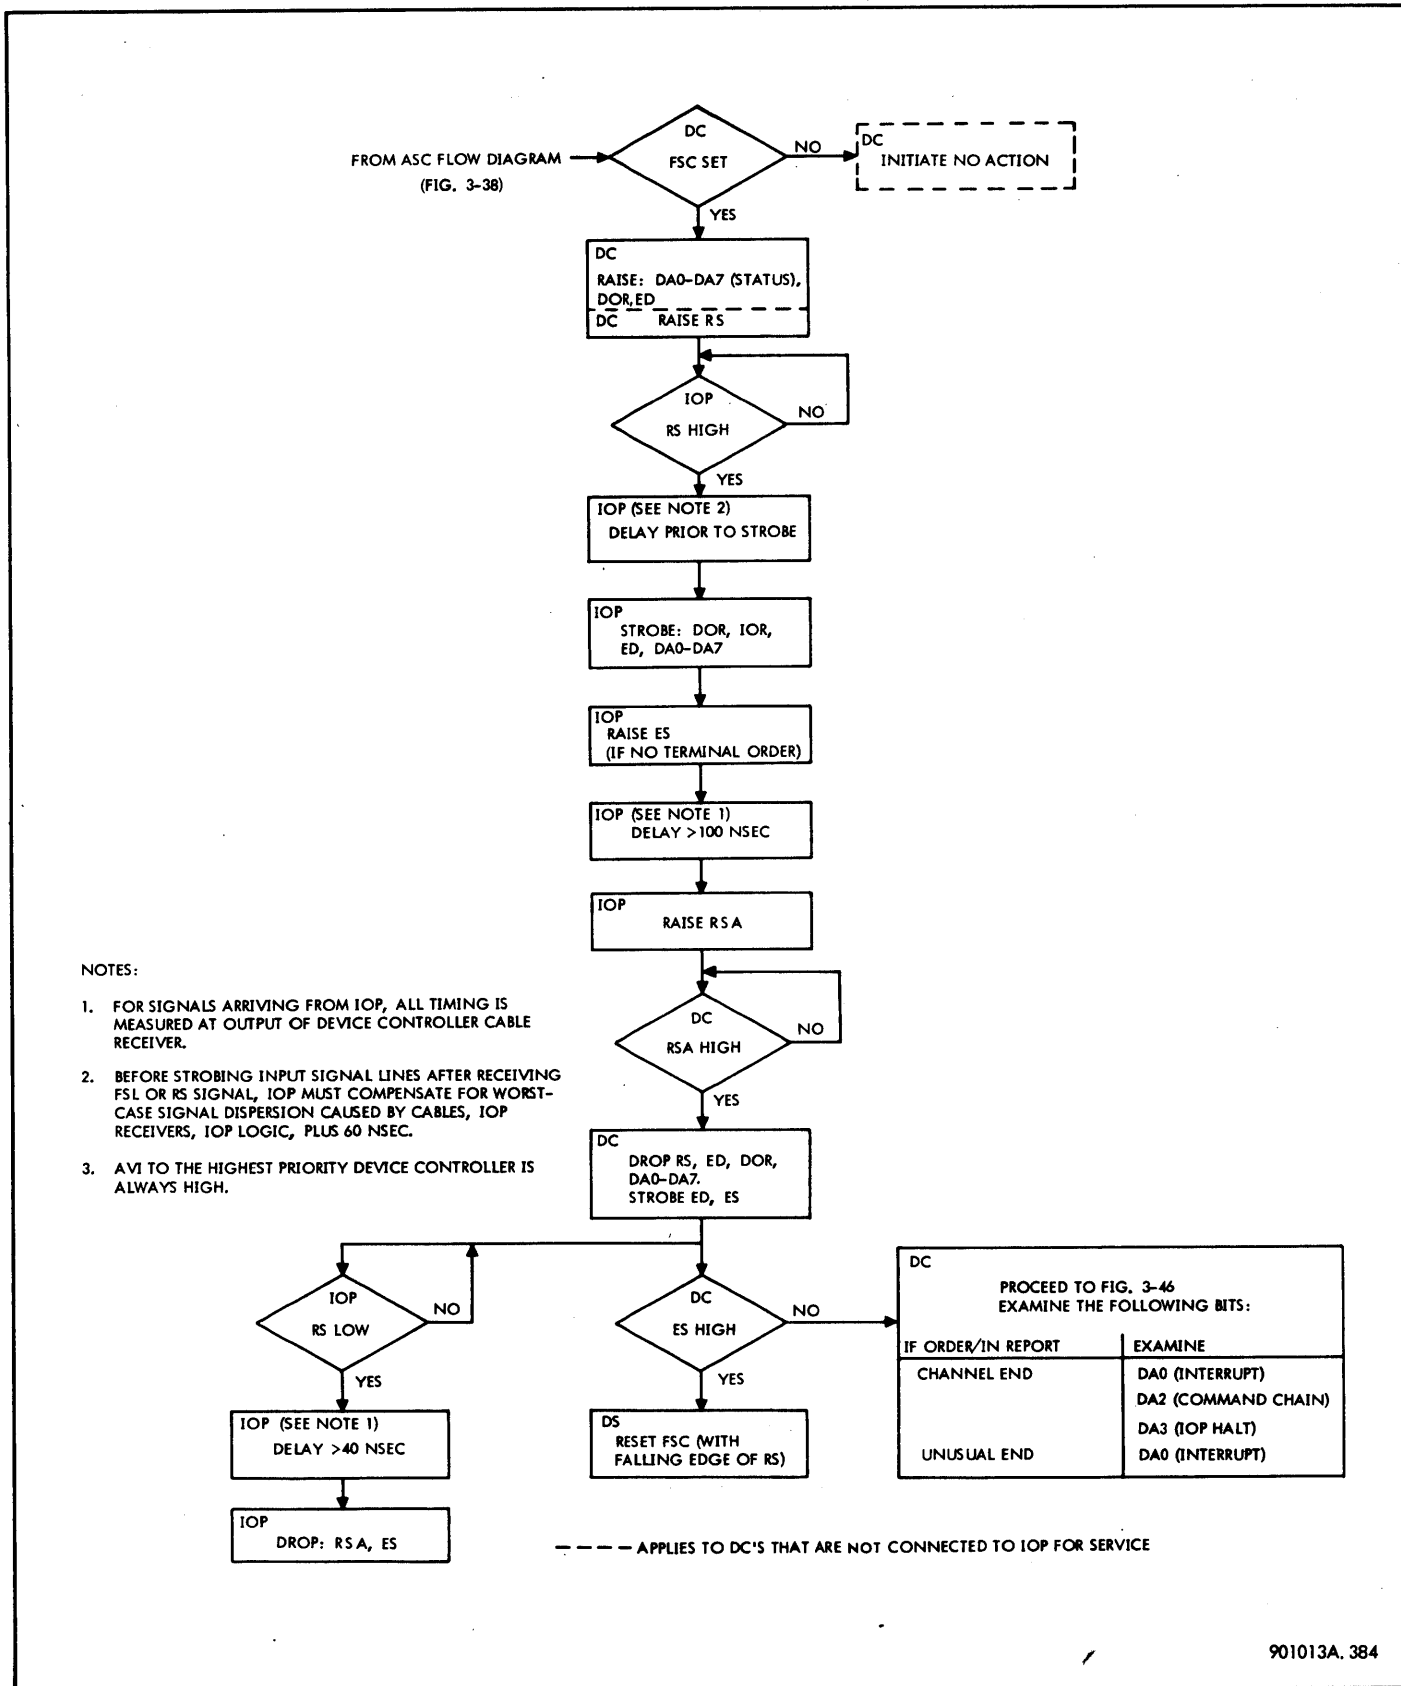 DC
FSC SET
FROM ASC FLOW DIAGRAM
(FIG. 3-38)
NO
DC
INITIATE NO ACTION
YES
DC
RAISE: DA0-DA7 (STATUS),
DOR,ED
DC RAISE RS
IOP
RS HIGH
NO
YES
IOP (SEE NOTE 2)
DELAY PRIOR TO STROBE
IOP
STROBE: DOR, IOR,
ED, DA0-DA7
IOP
RAISE ES
(IF NO TERMINAL ORDER)
IOP (SEE NOTE 1)
DELAY >100 NSEC
IOP
RAISE RSA
DC
RSA HIGH
NO
YES
NOTES:
1. FOR SIGNALS ARRIVING FROM IOP, ALL TIMING IS
MEASURED AT OUTPUT OF DEVICE CONTROLLER CABLE
RECEIVER.
2. BEFORE STROBING INPUT SIGNAL LINES AFTER RECEIVING
FSL OR RS SIGNAL, IOP MUST COMPENSATE FOR WORST-
CASE SIGNAL DISPERSION CAUSED BY CABLES, IOP
RECEIVERS, IOP LOGIC, PLUS 60 NSEC.
3. AVI TO THE HIGHEST PRIORITY DEVICE CONTROLLER IS
ALWAYS HIGH.
DC
DROP RS, ED, DOR,
DA0-DA7.
STROBE ED, ES
IOP
RS LOW
NO
YES
DC
ES HIGH
NO
YES
DC
PROCEED TO FIG. 3-46
EXAMINE THE FOLLOWING BITS:
IF ORDER/IN REPORT EXAMINE
CHANNEL END DA0 (INTERRUPT)
DA2 (COMMAND CHAIN)
DA3 (IOP HALT)
UNUSUAL END DA0 (INTERRUPT)
IOP (SEE NOTE 1)
DELAY >40 NSEC
DS
RESET FSC (WITH
FALLING EDGE OF RS)
IOP
DROP: RSA, ES
---- APPLIES TO DC'S THAT ARE NOT CONNECTED TO IOP FOR SERVICE
901013A.384